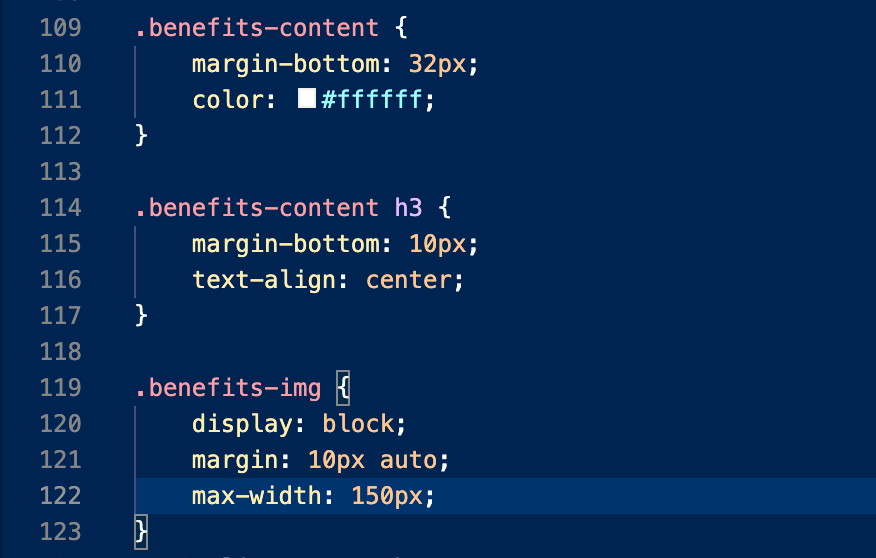 109 .benefits-content {
110 margin-bottom: 32px;
111 color: #ffffff;
112 }
113
114 .benefits-content h3 {
115 margin-bottom: 10px;
116 text-align: center;
117 }
118
119 .benefits-img {
120 display: block;
121 margin: 10px auto;
122 max-width: 150px;
123 }